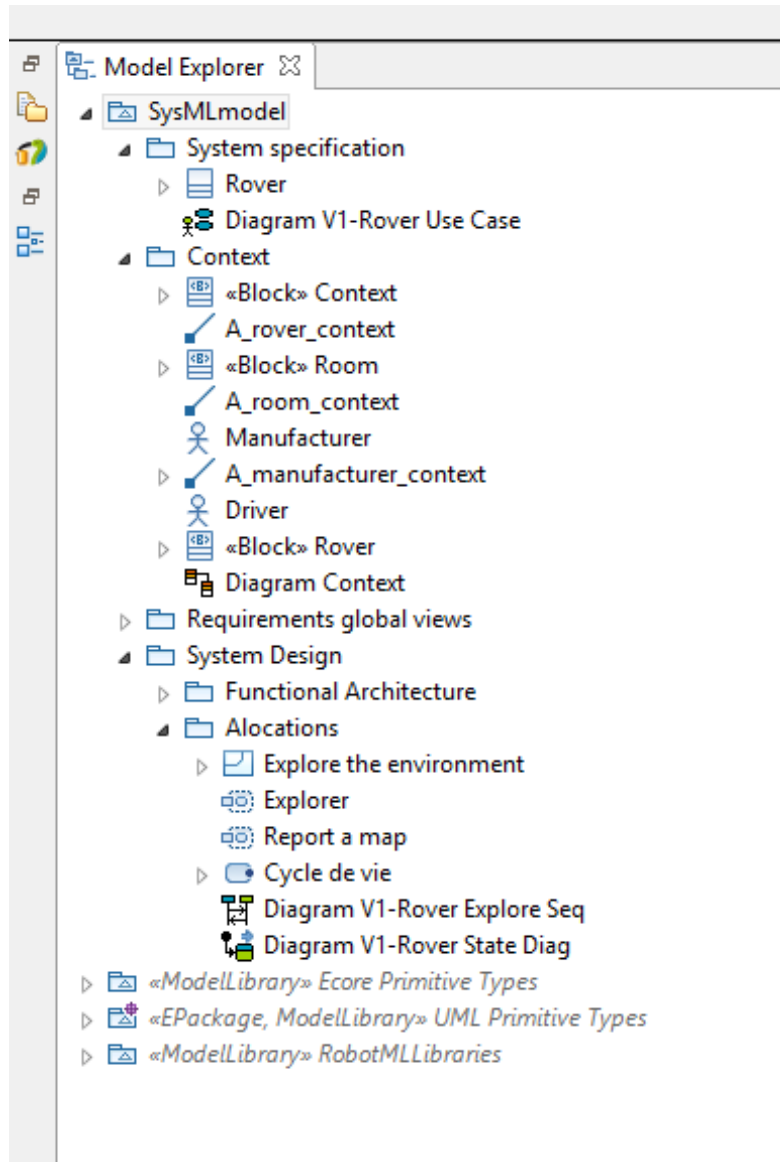 Model Explorer
SysMLmodel
System specification
Rover
Diagram V1-Rover Use Case
Context
«Block» Context
A_rover_context
«Block» Room
A_room_context
Manufacturer
A_manufacturer_context
Driver
«Block» Rover
Diagram Context
Requirements global views
System Design
Functional Architecture
Alocations
Explore the environment
Explorer
Report a map
Cycle de vie
Diagram V1-Rover Explore Seq
Diagram V1-Rover State Diag
«ModelLibrary» Ecore Primitive Types
«EPackage, ModelLibrary» UML Primitive Types
«ModelLibrary» RobotMLLibraries